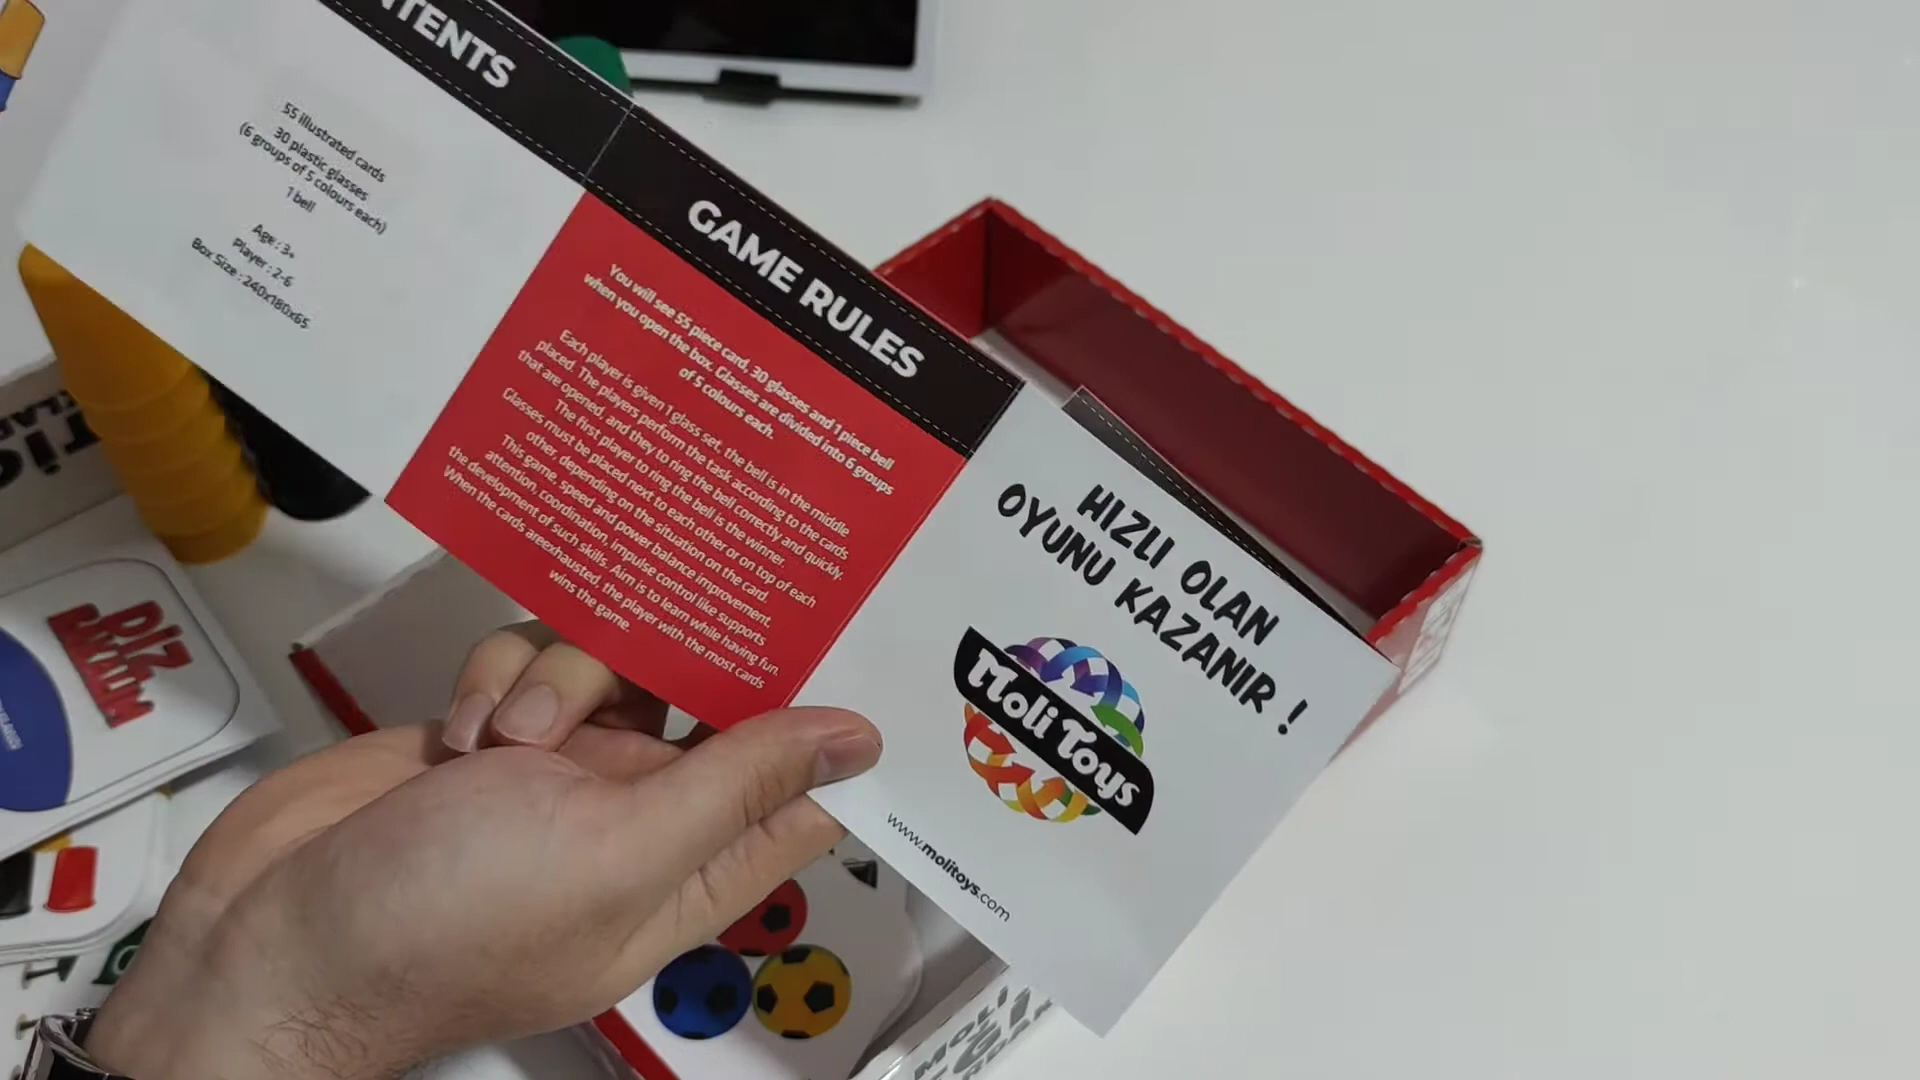 55 illustrated cards
30 plastic glasses
(6 groups of 5 colours each)
1 bell
Age : 3+
Player : 2-6
Box Size : 240x180x65
GAME RULES
You will see 55 piece card, 30 glasses and 1 piece bell
when you open the box. Glasses are divided into 6 groups
of 5 colours each.
Each player is given 1 glass set, the bell is in the middle
placed. The players perform the task according to the cards
that are opened, and they to ring the bell correctly and quickly.
The first player to ring the bell is the winner.
Glasses must be placed next to each other or on top of each
other, depending on the situation on the card.
This game, speed and power balance improvement,
attention, coordination, impulse control like supports
the development of such skills. Aim is to learn while having fun.
When the cards areexhausted, the player with the most cards
wins the game.
HIZLI OLAN
OYUNU KAZANIR !
Moli Toys
www.molitoys.com
DİZ
BAKALIM
MOLİ